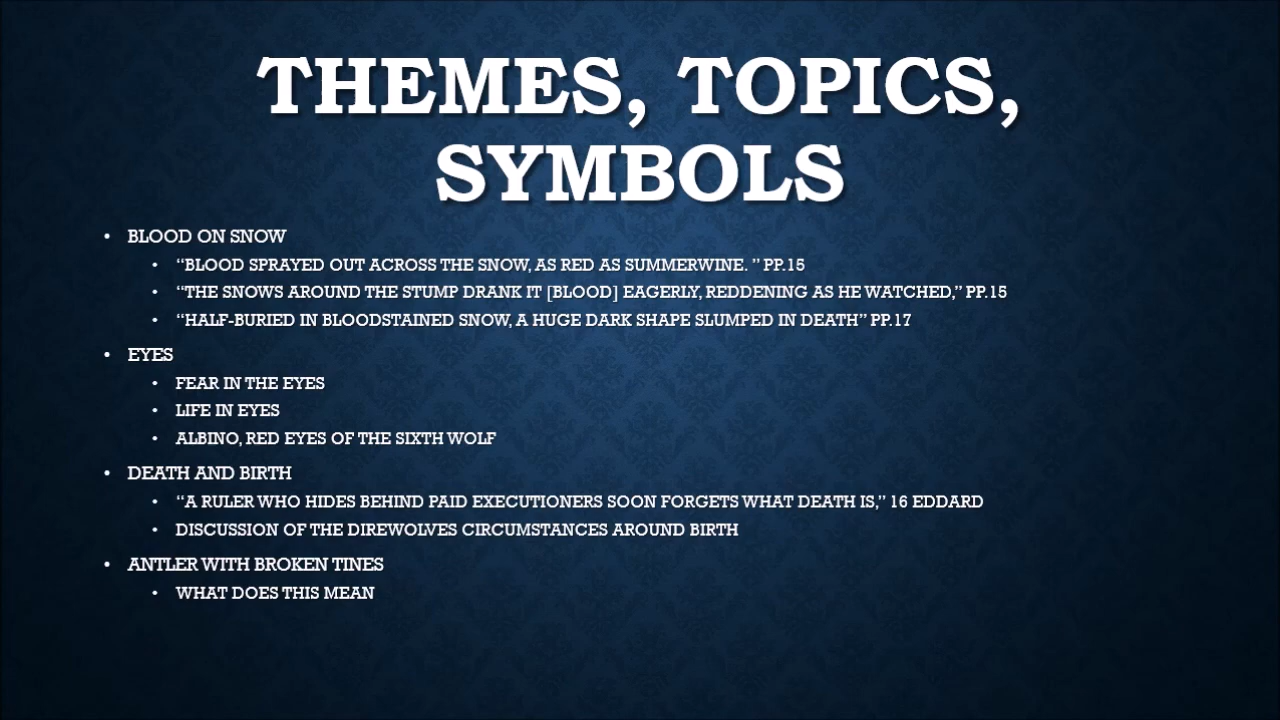 THEMES, TOPICS,
SYMBOLS
• BLOOD ON SNOW
• “BLOOD SPRAYED OUT ACROSS THE SNOW, AS RED AS SUMMERWINE. ” PP.15
• “THE SNOWS AROUND THE STUMP DRANK IT [BLOOD] EAGERLY, REDDENING AS HE WATCHED,” PP.15
• “HALF-BURIED IN BLOODSTAINED SNOW, A HUGE DARK SHAPE SLUMPED IN DEATH” PP.17
• EYES
• FEAR IN THE EYES
• LIFE IN EYES
• ALBINO, RED EYES OF THE SIXTH WOLF
• DEATH AND BIRTH
• “A RULER WHO HIDES BEHIND PAID EXECUTIONERS SOON FORGETS WHAT DEATH IS,” 16 EDDARD
• DISCUSSION OF THE DIREWOLVES CIRCUMSTANCES AROUND BIRTH
• ANTLER WITH BROKEN TINES
• WHAT DOES THIS MEAN